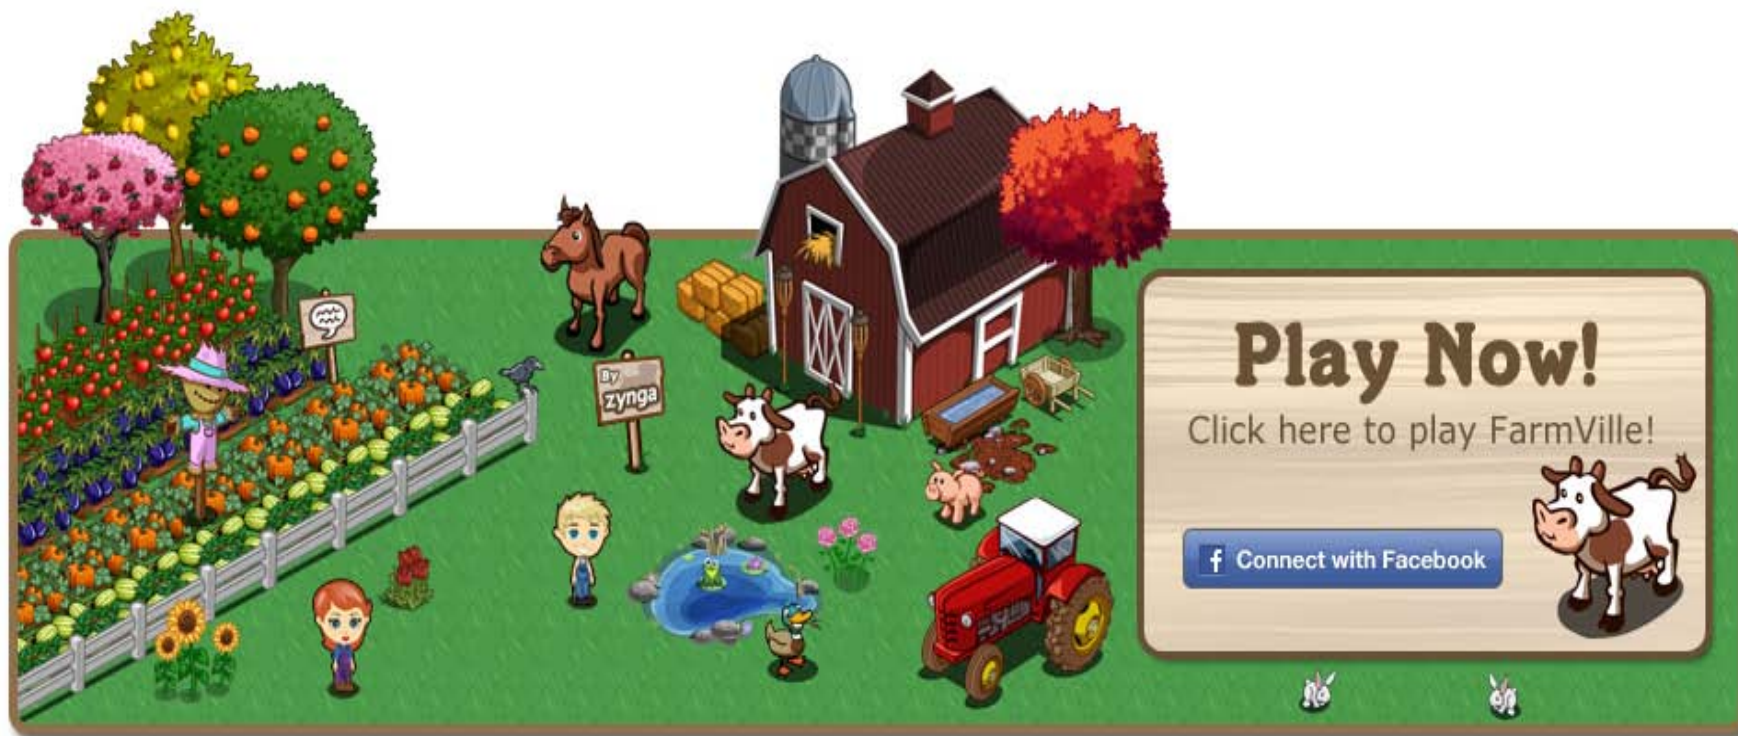 By
zynga
Play Now!
Click here to play FarmVille!
f Connect with Facebook